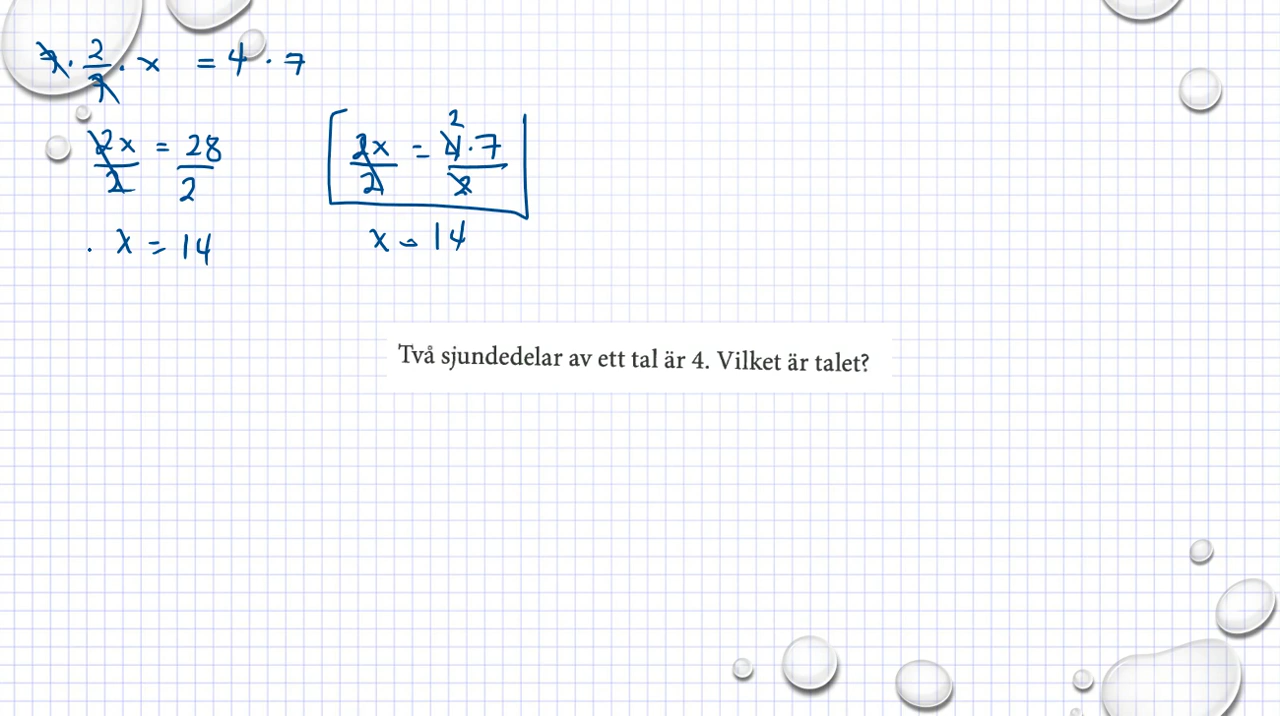 7 · 2/7 · x = 4 · 7
2x/2 = 28/2
x = 14
2
2x/2 = 4 · 7/2
x = 14
Två sjundedelar av ett tal är 4. Vilket är talet?